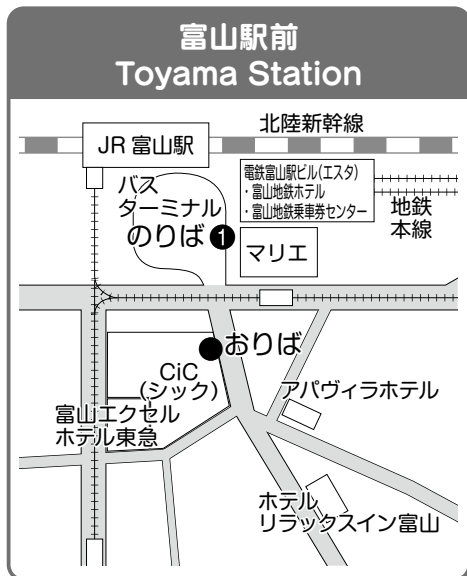 富山駅前
Toyama Station
北陸新幹線
JR 富山駅
電鉄富山駅ビル(エスタ)
・富山地鉄ホテル
・富山地鉄乗車券センター
バス
ターミナル
地鉄
本線
のりば 1
マリエ
おりば
CiC
(シック)
アパヴィラホテル
富山エクセル
ホテル東急
ホテル
リラックスイン富山